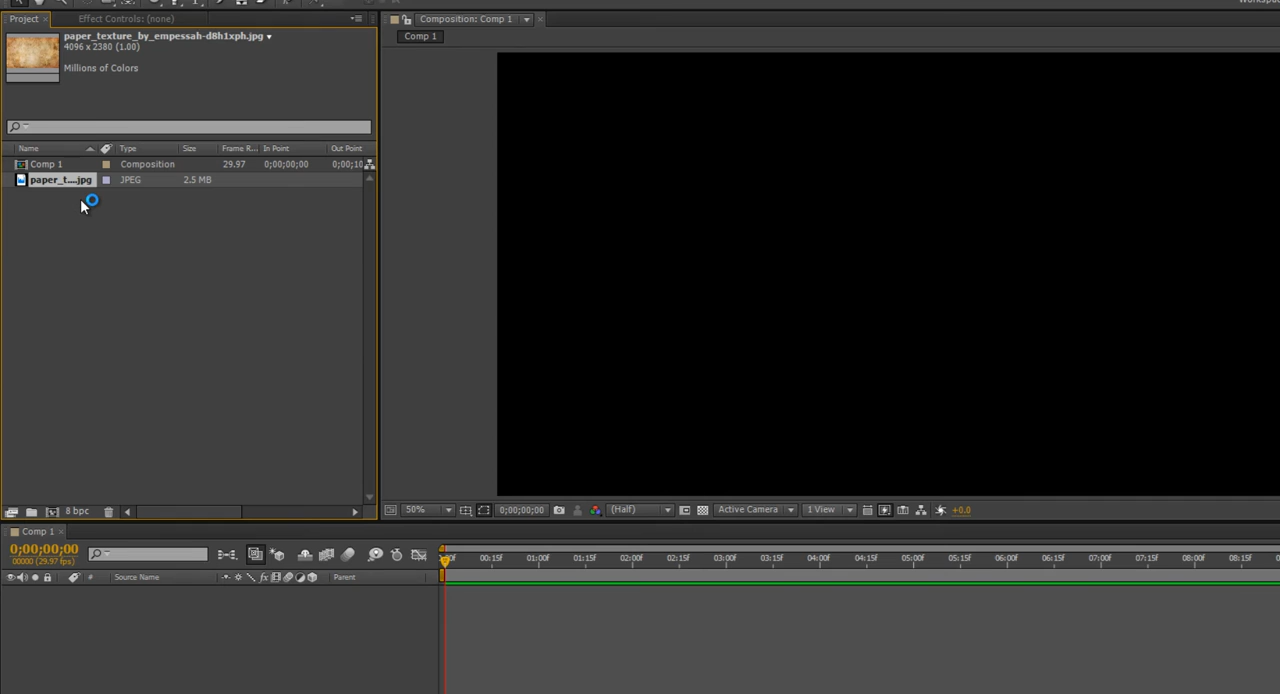 Project
Effect Controls: (none)
Composition: Comp 1
Comp 1
paper_texture_by_empessah-d8h1xph.jpg
4096 x 2380 (1.00)
Millions of Colors
Name
Type
Size
Frame R...
In Point
Out Point
Comp 1
Composition
29.97
0;00;00;00
0;00;10
paper_t....jpg
JPEG
2.5 MB
8 bpc
50%
0;00;00;00
(Half)
Active Camera
1 View
+0.0
Comp 1
0;00;00;00
00000 (29.97 fps)
00:15f
01:00f
01:15f
02:00f
02:15f
03:00f
03:15f
04:00f
04:15f
05:00f
05:15f
06:00f
06:15f
07:00f
07:15f
08:00f
08:15f
#
Source Name
fx
Parent